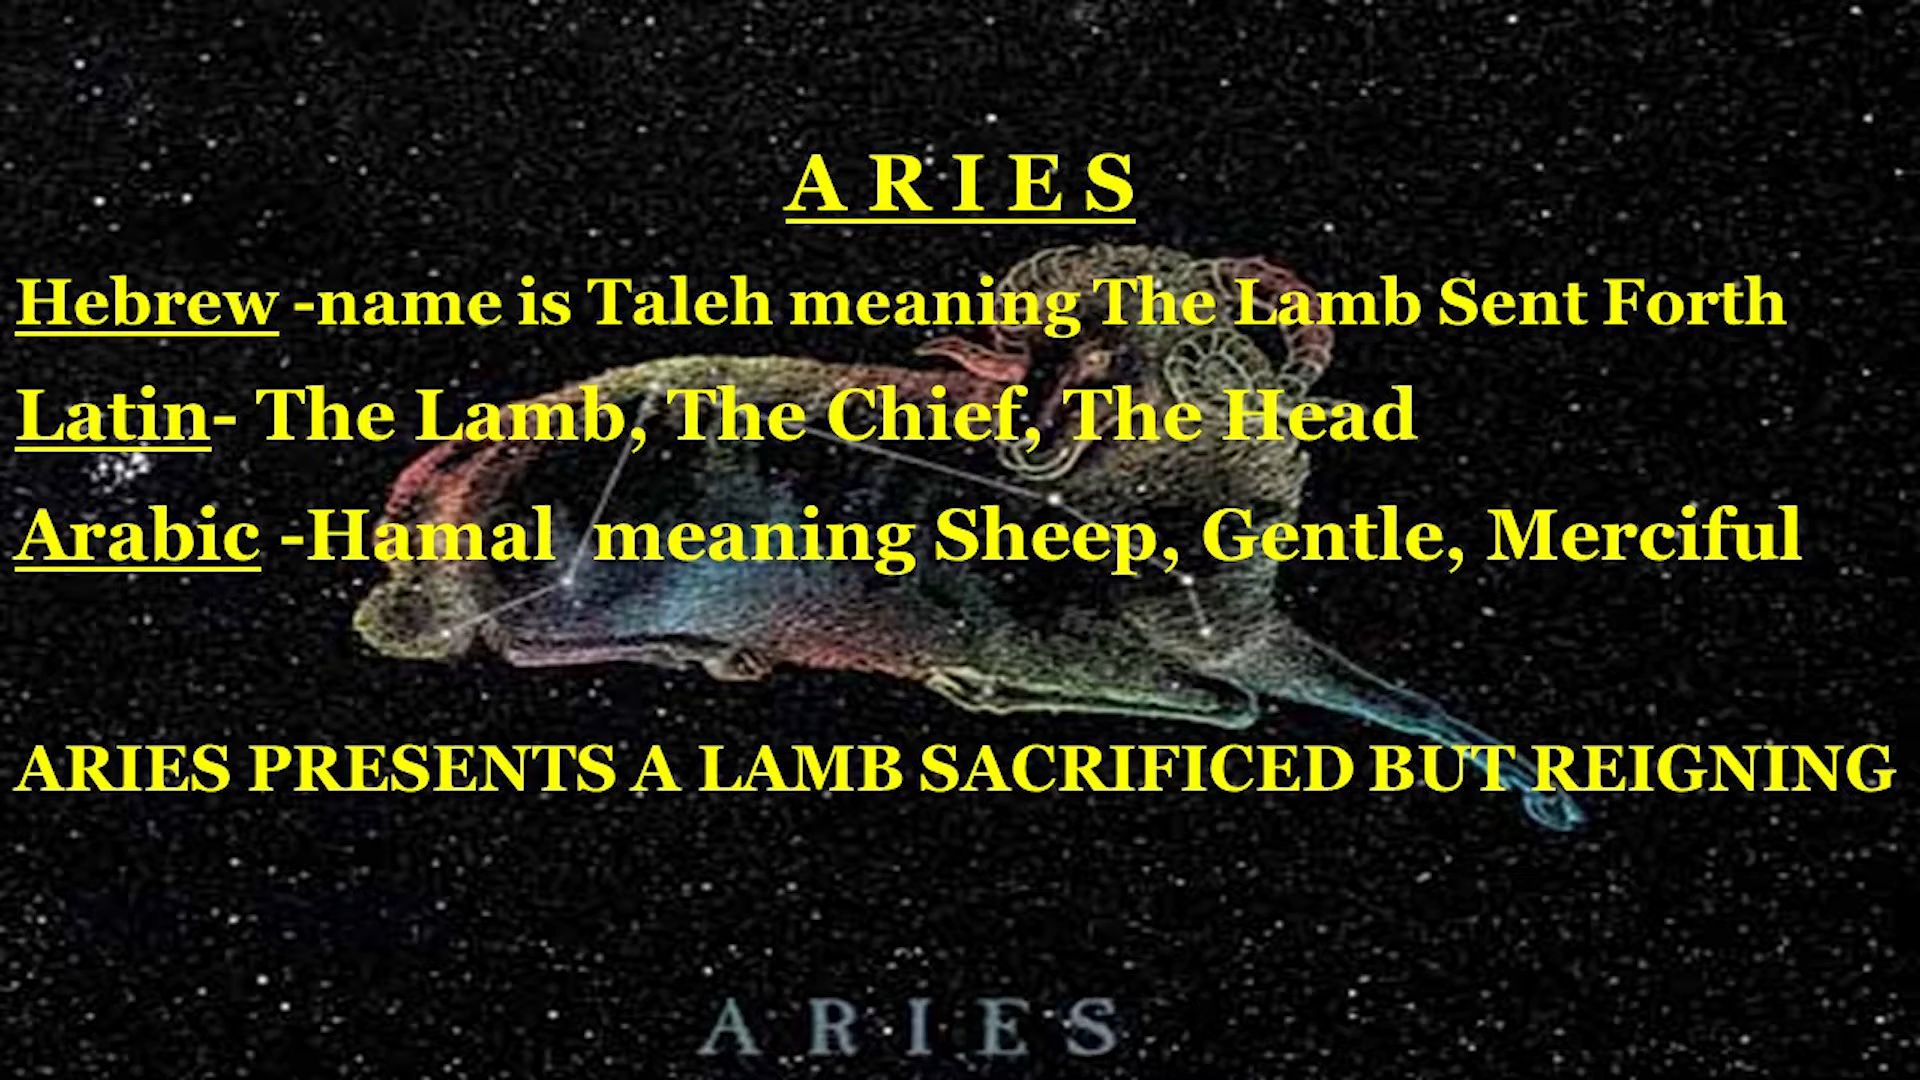 A R I E S
Hebrew -name is Taleh meaning The Lamb Sent Forth
Latin- The Lamb, The Chief, The Head
Arabic -Hamal meaning Sheep, Gentle, Merciful
ARIES PRESENTS A LAMB SACRIFICED BUT REIGNING
ARIES